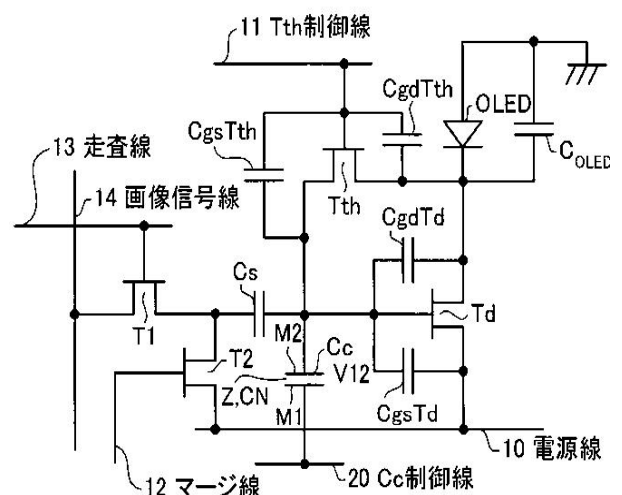 11 Tth制御線
CgdTth
OLED
CgsTth
COLED
13 走査線
14 画像信号線
Tth
CgdTd
Cs
Td
T1
M2
Cc
T2
V12
Z,CN
M1
CgsTd
10 電源線
12 マージ線
20 Cc制御線